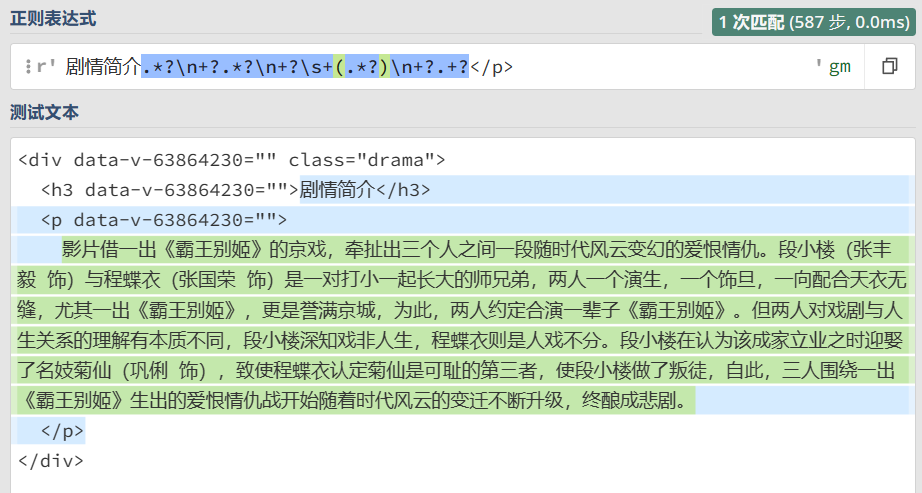 正则表达式
1 次匹配 (587 步, 0.0ms)
r' 剧情简介.*?\n+?.*?\n+?\s+(.*?)\n+?.+?</p> ' gm
测试文本
<div data-v-63864230="" class="drama">
<h3 data-v-63864230="">剧情简介</h3>
<p data-v-63864230="">
影片借一出《霸王别姬》的京戏，牵扯出三个人之间一段随时代风云变幻的爱恨情仇。段小楼（张丰
毅 饰）与程蝶衣（张国荣 饰）是一对打小一起长大的师兄弟，两人一个演生，一个饰旦，一向配合天衣无
缝，尤其一出《霸王别姬》，更是誉满京城，为此，两人约定合演一辈子《霸王别姬》。但两人对戏剧与人
生关系的理解有本质不同，段小楼深知戏非人生，程蝶衣则是人戏不分。段小楼在认为该成家立业之时迎娶
了名妓菊仙（巩俐 饰），致使程蝶衣认定菊仙是可耻的第三者，使段小楼做了叛徒，自此，三人围绕一出
《霸王别姬》生出的爱恨情仇战开始随着时代风云的变迁不断升级，终酿成悲剧。
</p>
</div>